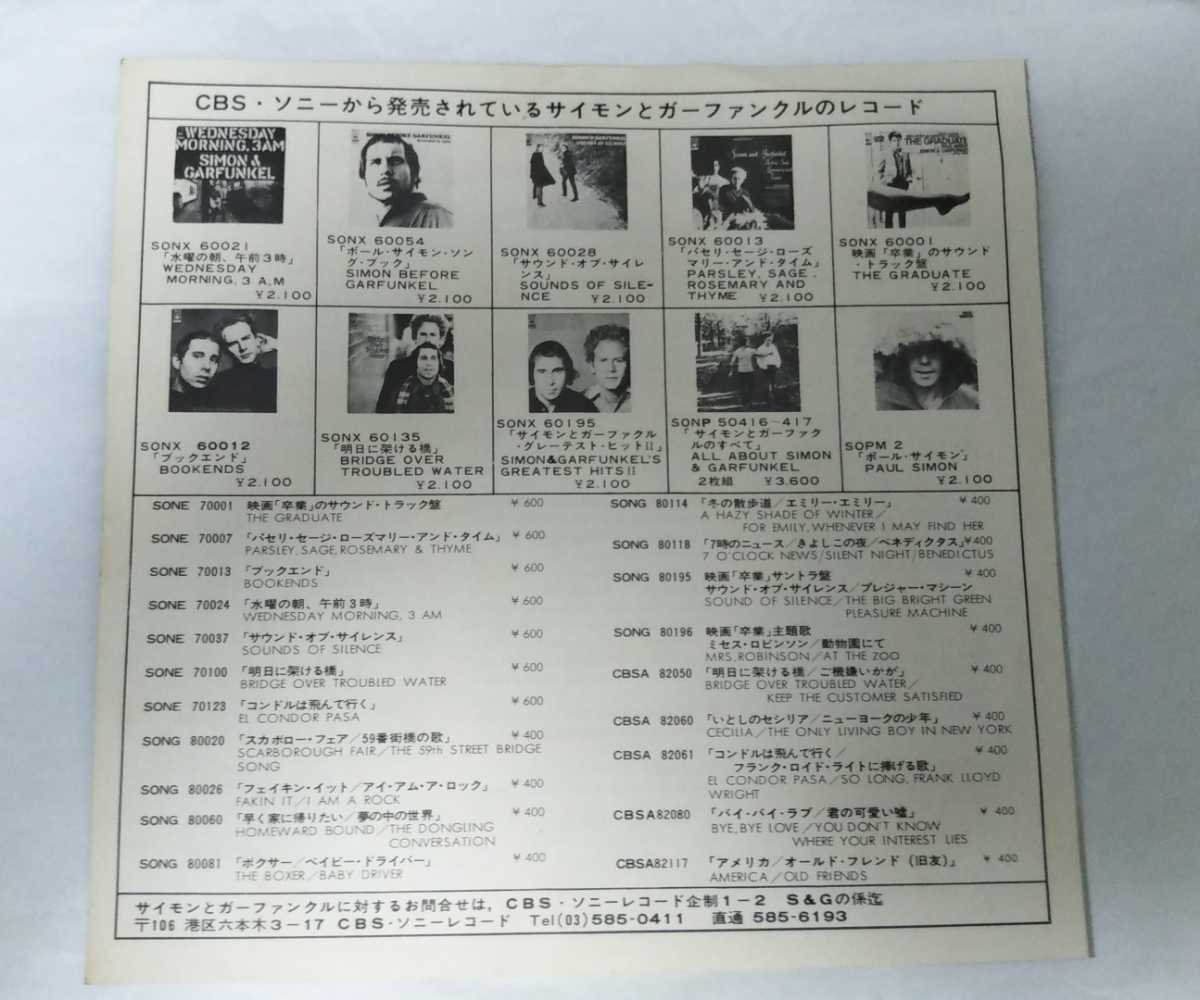 CBS・ソニーから発売されているサイモンとガーファンクルのレコード
WEDNESDAY
MORNING, 3AM
SIMON &
GARFUNKEL
SONX 60021
「水曜の朝、午前3時」
WEDNESDAY
MORNING, 3 A.M
¥2.100
SONX 60054
「ポール・サイモン・ソン
グ・ブック」
SIMON BEFORE
GARFUNKEL
¥2.100
SONX 60028
「サウンド・オブ・サイレ
ンス」
SOUNDS OF SILE-
NCE ¥2.100
SONX 60013
「パセリ・セージ・ローズ
マリー・アンド・タイム」
PARSLEY, SAGE,
ROSEMARY AND
THYME ¥2.100
THE GRADUATE
SONX 60001
映画「卒業」のサウンド
・トラック盤
THE GRADUATE
¥2.100
SONX 60012
「ブックエンド」
BOOKENDS
¥2.100
SONX 60135
「明日に架ける橋」
BRIDGE OVER
TROUBLED WATER
¥2.100
SONX 60195
「サイモンとガーファクル
・グレーテスト・ヒットII」
SIMON&GARFUNKEL'S
GREATEST HITS II
¥2.100
SONP 50416~417
「サイモンとガーファク
ルのすべて」
ALL ABOUT SIMON
& GARFUNKEL
2枚組 ¥3.600
SOPM 2
「ポール・サイモン」
PAUL SIMON
¥2.100
SONE 70001 映画「卒業」のサウンド・トラック盤 ¥600
THE GRADUATE
SONE 70007 「パセリ・セージ・ローズマリー・アンド・タイム」 ¥600
PARSLEY, SAGE, ROSEMARY & THYME
SONE 70013 「ブックエンド」 ¥600
BOOKENDS
SONE 70024 「水曜の朝、午前3時」 ¥600
WEDNESDAY MORNING, 3 AM
SONE 70037 「サウンド・オブ・サイレンス」 ¥600
SOUNDS OF SILENCE
SONE 70100 「明日に架ける橋」 ¥600
BRIDGE OVER TROUBLED WATER
SONE 70123 「コンドルは飛んで行く」 ¥600
EL CONDOR PASA
SONG 80020 「スカボロー・フェア/59番街橋の歌」 ¥400
SCARBOROUGH FAIR/THE 59th STREET BRIDGE
SONG
SONG 80026 「フェイキン・イット/アイ・アム・ア・ロック」 ¥400
FAKIN IT/I AM A ROCK
SONG 80060 「早く家に帰りたい/夢の中の世界」 ¥400
HOMEWARD BOUND/THE DONGLING
CONVERSATION
SONG 80081 「ボクサー/ベイビー・ドライバー」 ¥400
THE BOXER/BABY DRIVER
SONG 80114 「冬の散歩道/エミリー・エミリー」 ¥400
A HAZY SHADE OF WINTER/
FOR EMILY, WHENEVER I MAY FIND HER
SONG 80118 「7時のニュース/きよしこの夜/ベネディクタス」¥400
7 O'CLOCK NEWS/SILENT NIGHT/BENEDICTUS
SONG 80195 映画「卒業」サントラ盤 ¥400
サウンド・オブ・サイレンス/プレジャー・マシーン
SOUND OF SILENCE/THE BIG BRIGHT GREEN
PLEASURE MACHINE
SONG 80196 映画「卒業」主題歌 ¥400
ミセス・ロビンソン/動物園にて
MRS. ROBINSON/AT THE ZOO
CBSA 82050 「明日に架ける橋/ご機嫌いかが」 ¥400
BRIDGE OVER TROUBLED WATER/
KEEP THE CUSTOMER SATISFIED
CBSA 82060 「いとしのセシリア/ニューヨークの少年」 ¥400
CECILIA/THE ONLY LIVING BOY IN NEW YORK
CBSA 82061 「コンドルは飛んで行く/ ¥400
フランク・ロイド・ライトに捧げる歌」
EL CONDOR PASA/SO LONG, FRANK LLOYD
WRIGHT
CBSA82080 「バイ・バイ・ラブ/君の可愛い嘘」 ¥400
BYE, BYE LOVE/YOU DON'T KNOW
WHERE YOUR INTEREST LIES
CBSA82117 「アメリカ/オールド・フレンド(旧友)」 ¥400
AMERICA/OLD FRIENDS
サイモンとガーファンクルに対するお問合せは, CBS・ソニーレコード企制1-2 S&Gの係迄
〒106 港区六本木3-17 CBS・ソニーレコード Tel(03)585-0411 直通 585-6193